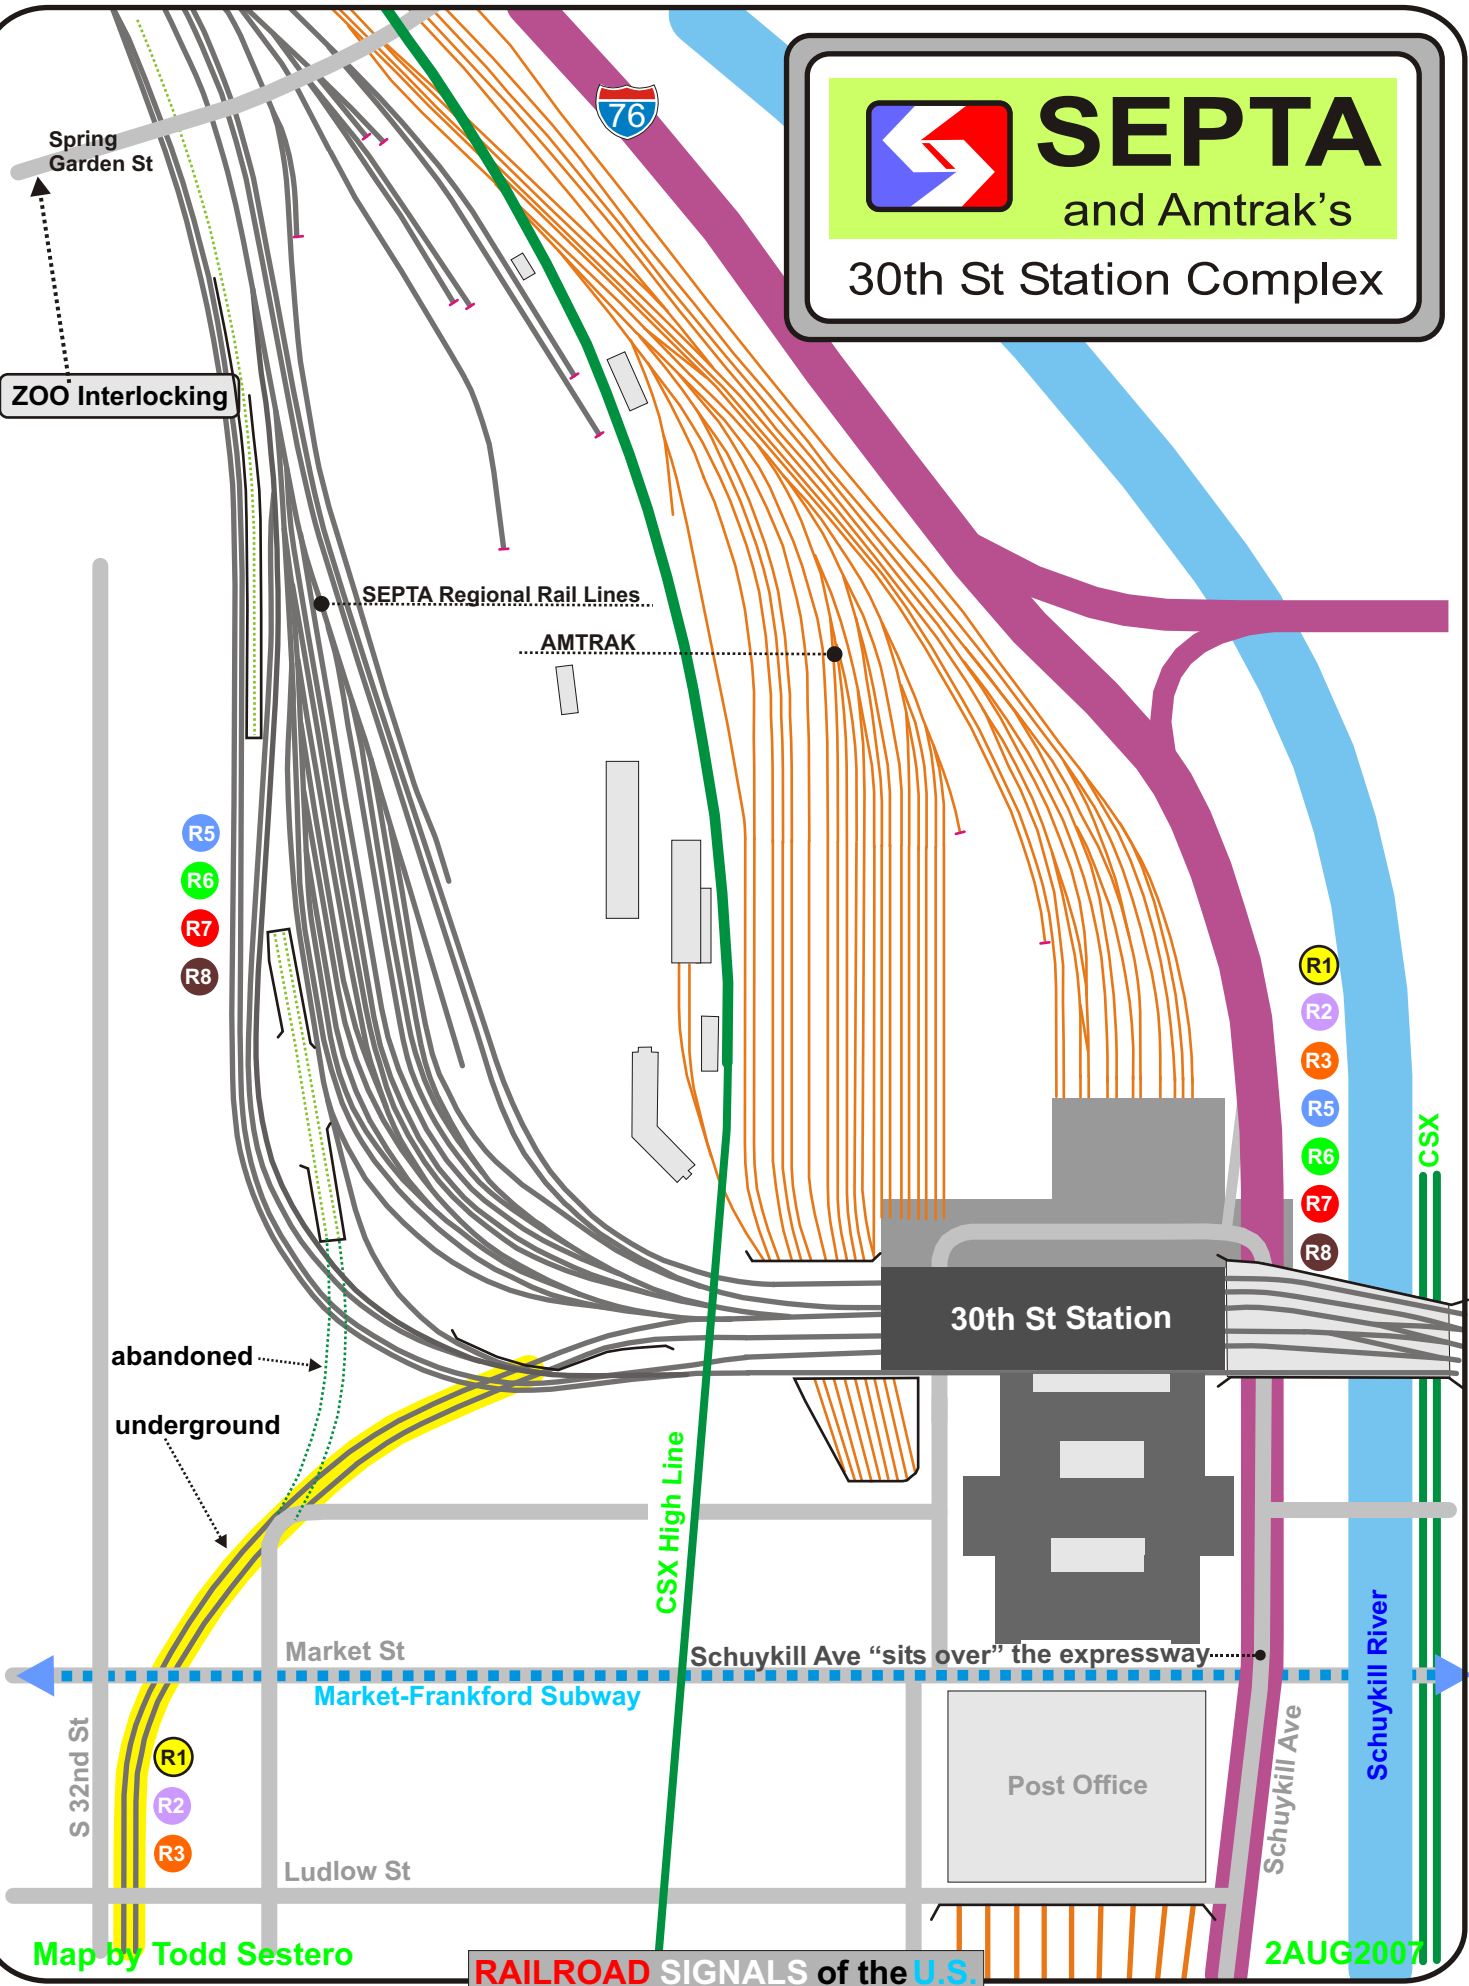 76
SEPTA
and Amtrak's
30th St Station Complex
Spring
Garden St
ZOO Interlocking
SEPTA Regional Rail Lines
AMTRAK
R5
R6
R7
R8
R1
R2
R3
R5
R6
R7
R8
CSX
30th St Station
abandoned
underground
CSX High Line
Market St
Schuykill Ave “sits over” the expressway
Market-Frankford Subway
Schuykill River
S 32nd St
R1
R2
R3
Post Office
Schuykill Ave
Ludlow St
Map by Todd Sestero
2AUG2007
RAILROAD SIGNALS of the U.S.